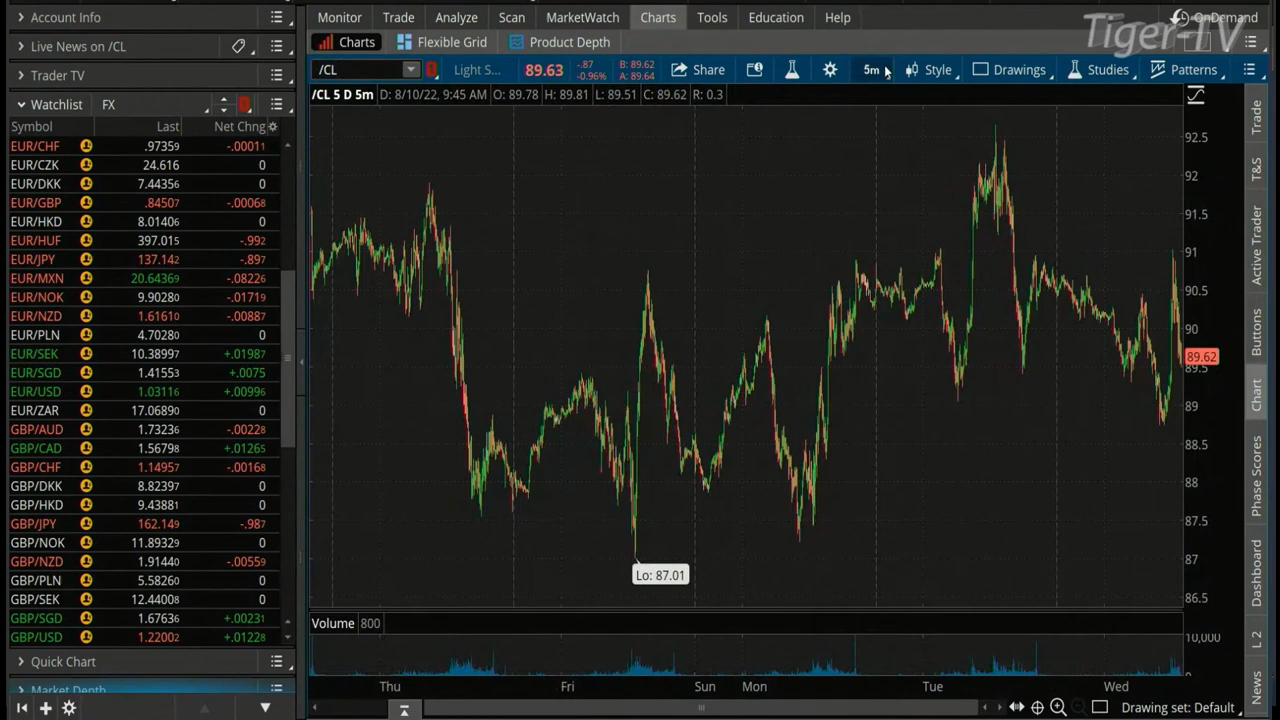 Account Info
Live News on /CL
Trader TV
Watchlist FX
Symbol Last Net Chng
EUR/CHF .97359 -.00011
EUR/CZK 24.616 0
EUR/DKK 7.44356 0
EUR/GBP .84507 -.00068
EUR/HKD 8.01406 0
EUR/HUF 397.015 -.992
EUR/JPY 137.142 -.897
EUR/MXN 20.64369 -.08226
EUR/NOK 9.90280 -.01719
EUR/NZD 1.61610 -.00887
EUR/PLN 4.70280 0
EUR/SEK 10.38997 +.01987
EUR/SGD 1.41553 +.0075
EUR/USD 1.03116 +.00996
EUR/ZAR 17.06890 0
GBP/AUD 1.73236 -.00228
GBP/CAD 1.56798 +.01265
GBP/CHF 1.14957 -.00168
GBP/DKK 8.82397 0
GBP/HKD 9.43881 0
GBP/JPY 162.149 -.987
GBP/NOK 11.89329 0
GBP/NZD 1.91440 -.00559
GBP/PLN 5.58260 0
GBP/SEK 12.44008 0
GBP/SGD 1.67636 +.00231
GBP/USD 1.22002 +.01228
Quick Chart
Market Depth
Monitor Trade Analyze Scan MarketWatch Charts Tools Education Help
OnDemand
Tiger-TV
Charts Flexible Grid Product Depth
/CL Light S... 89.63 -.87 -0.96% B: 89.62 A: 89.64 Share 5m Style Drawings Studies Patterns
/CL 5 D 5m D: 8/10/22, 9:45 AM O: 89.78 H: 89.81 L: 89.51 C: 89.62 R: 0.3
92.5
92
91.5
91
90.5
90
89.62
89.5
89
88.5
88
87.5
87
86.5
Lo: 87.01
Volume 800
10,000
0
Thu Fri Sun Mon Tue Wed
Drawing set: Default
Trade
T&S
Active Trader
Buttons
Chart
Phase Scores
Dashboard
L 2
News